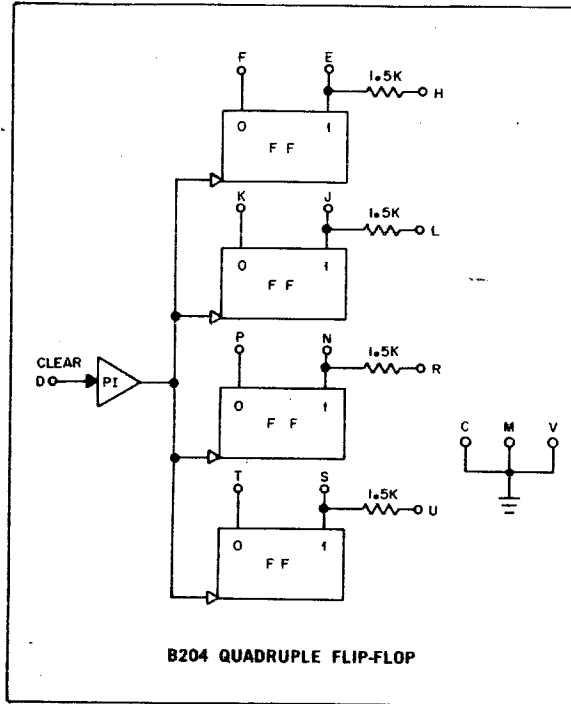 F E
1.5K
H
0 1
F F
K J
1.5K
L
0 1
F F
CLEAR
D
PI
P N
1.5K
R
0 1
F F
C M V
T S
1.5K
U
0 1
F F
B204 QUADRUPLE FLIP-FLOP